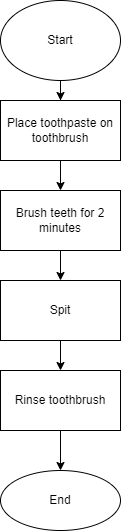 Start
Place toothpaste on
toothbrush
Brush teeth for 2
minutes
Spit
Rinse toothbrush
End